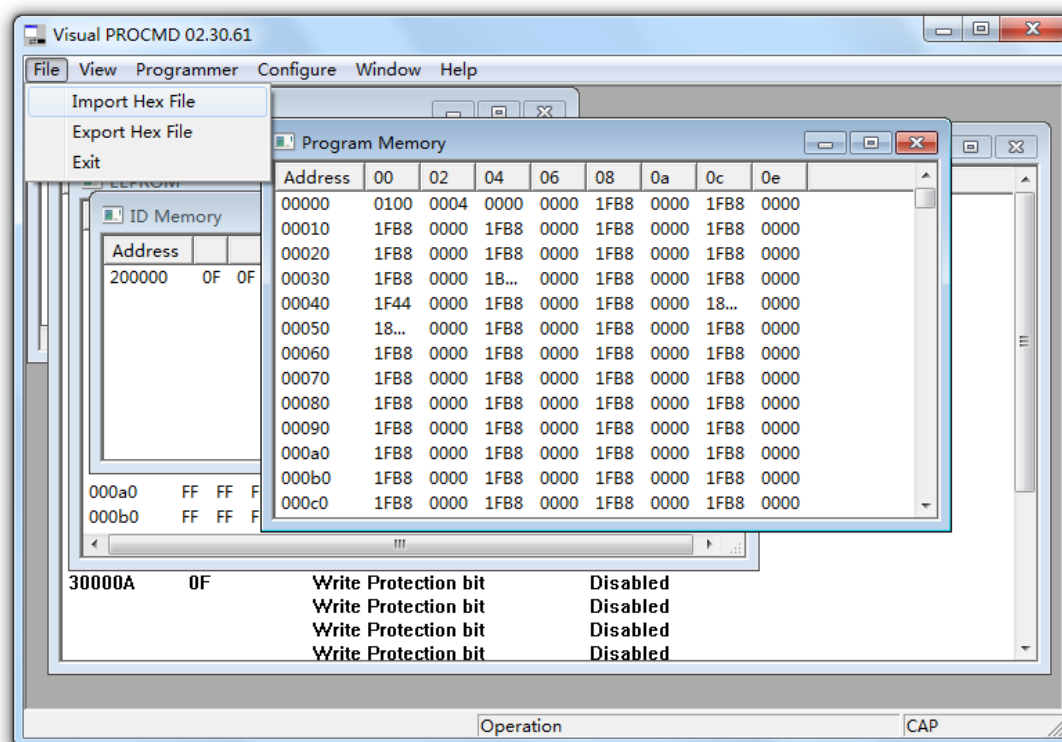 Visual PROCMD 02.30.61
File View Programmer Configure Window Help
Import Hex File
Export Hex File
Exit
EEPROM
ID Memory
Address
200000 0F 0F
000a0 FF FF F
000b0 FF FF F
Program Memory
Address 00 02 04 06 08 0a 0c 0e
00000 0100 0004 0000 0000 1FB8 0000 1FB8 0000
00010 1FB8 0000 1FB8 0000 1FB8 0000 1FB8 0000
00020 1FB8 0000 1FB8 0000 1FB8 0000 1FB8 0000
00030 1FB8 0000 1B... 0000 1FB8 0000 1FB8 0000
00040 1F44 0000 1FB8 0000 1FB8 0000 18... 0000
00050 18... 0000 1FB8 0000 1FB8 0000 1FB8 0000
00060 1FB8 0000 1FB8 0000 1FB8 0000 1FB8 0000
00070 1FB8 0000 1FB8 0000 1FB8 0000 1FB8 0000
00080 1FB8 0000 1FB8 0000 1FB8 0000 1FB8 0000
00090 1FB8 0000 1FB8 0000 1FB8 0000 1FB8 0000
000a0 1FB8 0000 1FB8 0000 1FB8 0000 1FB8 0000
000b0 1FB8 0000 1FB8 0000 1FB8 0000 1FB8 0000
000c0 1FB8 0000 1FB8 0000 1FB8 0000 1FB8 0000
30000A 0F Write Protection bit Disabled
Write Protection bit Disabled
Write Protection bit Disabled
Write Protection bit Disabled
Operation CAP